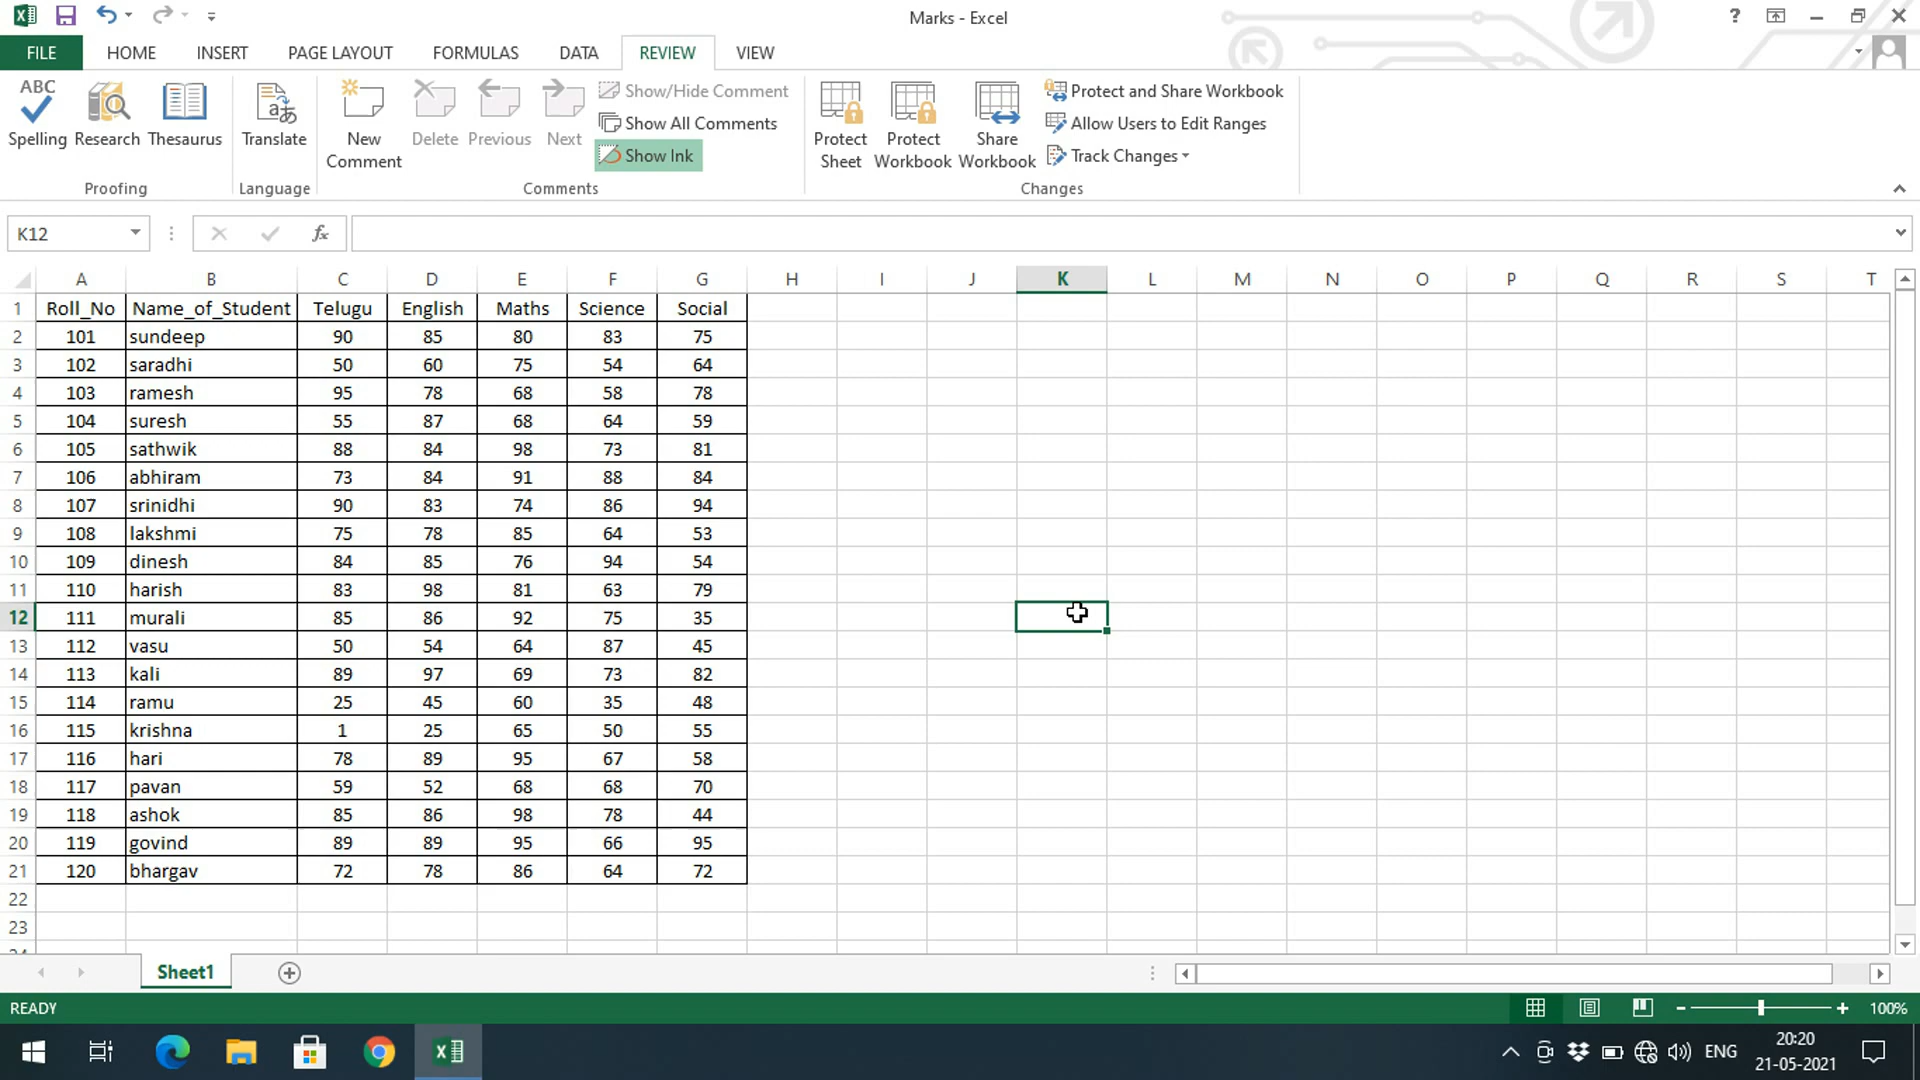 Marks - Excel
FILE HOME INSERT PAGE LAYOUT FORMULAS DATA REVIEW VIEW
ABC
Spelling Research Thesaurus Translate New Comment Delete Previous Next Show/Hide Comment Show All Comments Show Ink Protect Sheet Protect Workbook Share Workbook Protect and Share Workbook Allow Users to Edit Ranges Track Changes
Proofing Language Comments Changes
K12 fx
A B C D E F G H I J K L M N O P Q R S T
1 Roll_No Name_of_Student Telugu English Maths Science Social
2 101 sundeep 90 85 80 83 75
3 102 saradhi 50 60 75 54 64
4 103 ramesh 95 78 68 58 78
5 104 suresh 55 87 68 64 59
6 105 sathwik 88 84 98 73 81
7 106 abhiram 73 84 91 88 84
8 107 srinidhi 90 83 74 86 94
9 108 lakshmi 75 78 85 64 53
10 109 dinesh 84 85 76 94 54
11 110 harish 83 98 81 63 79
12 111 murali 85 86 92 75 35
13 112 vasu 50 54 64 87 45
14 113 kali 89 97 69 73 82
15 114 ramu 25 45 60 35 48
16 115 krishna 1 25 65 50 55
17 116 hari 78 89 95 67 58
18 117 pavan 59 52 68 68 70
19 118 ashok 85 86 98 78 44
20 119 govind 89 89 95 66 95
21 120 bhargav 72 78 86 64 72
22
23
Sheet1
READY 100%
20:20
ENG
21-05-2021